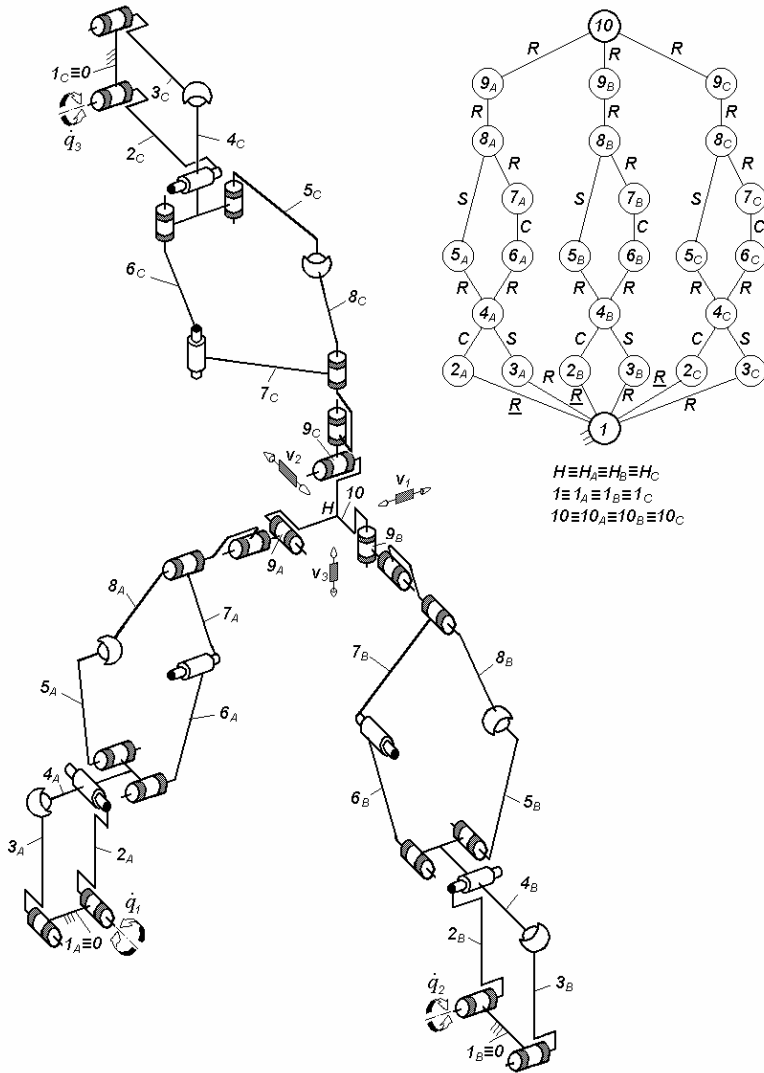 1C≡0
3C
q̇3
2C
4C
5C
6C
8C
7C
9C
v2
v1
H
10
9A
9B
v3
8A
7A
5A
6A
4A
3A
2A
1A≡0
q̇1
7B
8B
6B
5B
4B
2B
q̇2
3B
1B≡0
10
R R R
9A 9B 9C
R R R
8A 8B 8C
R R R
S 7A S 7B S 7C
C C C
5A 6A 5B 6B 5C 6C
R R R R R R
4A 4B 4C
C S C S C S
2A 3A 2B 3B 2C 3C
R R R R R R
1
H≡HA≡HB≡HC
1≡1A≡1B≡1C
10≡10A≡10B≡10C